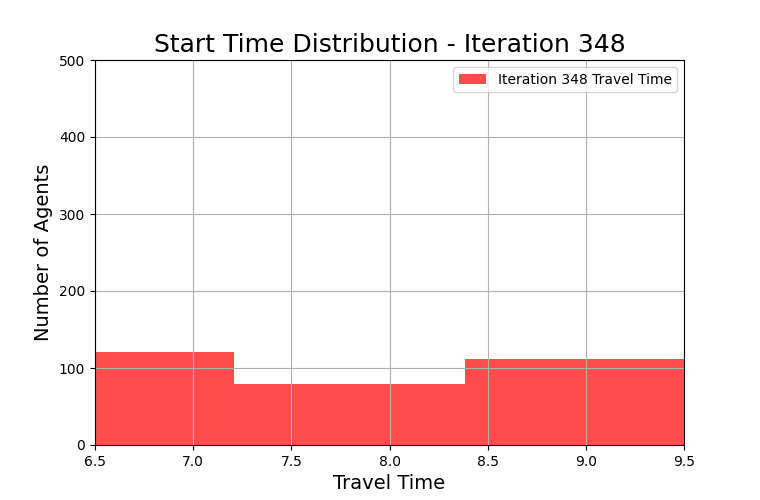 Start Time Distribution - Iteration 348
500
Iteration 348 Travel Time
400
300
200
100
0
Number of Agents
6.5 7.0 7.5 8.0 8.5 9.0 9.5
Travel Time